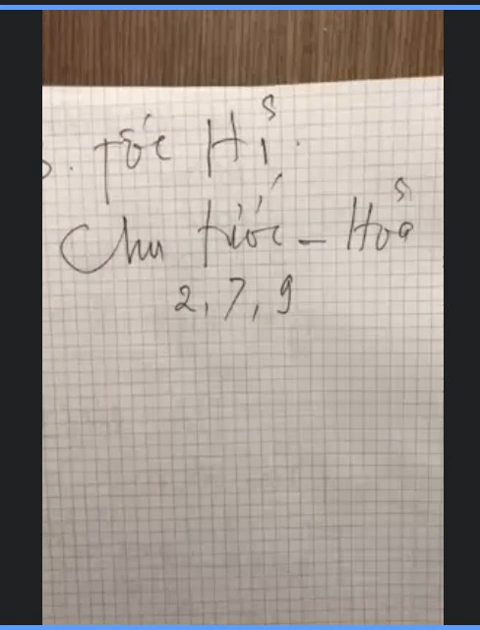 . Tốc Hỉ.
Chu tước - Hoả
2, 7, 9